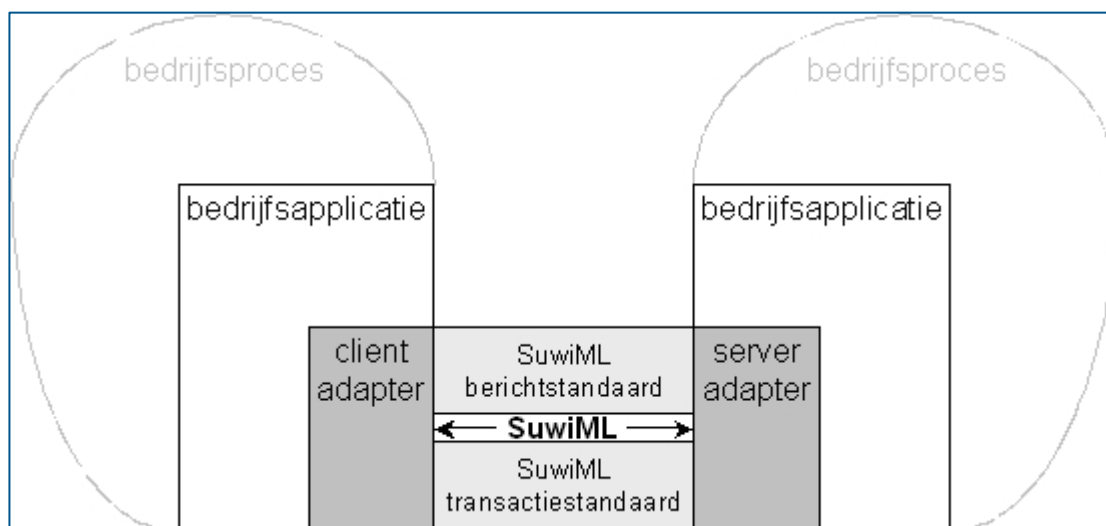 bedrijfsproces
bedrijfsproces
bedrijfsapplicatie
bedrijfsapplicatie
client
adapter
SuwiML
berichtstandaard
server
adapter
SuwiML
SuwiML
transactiestandaard